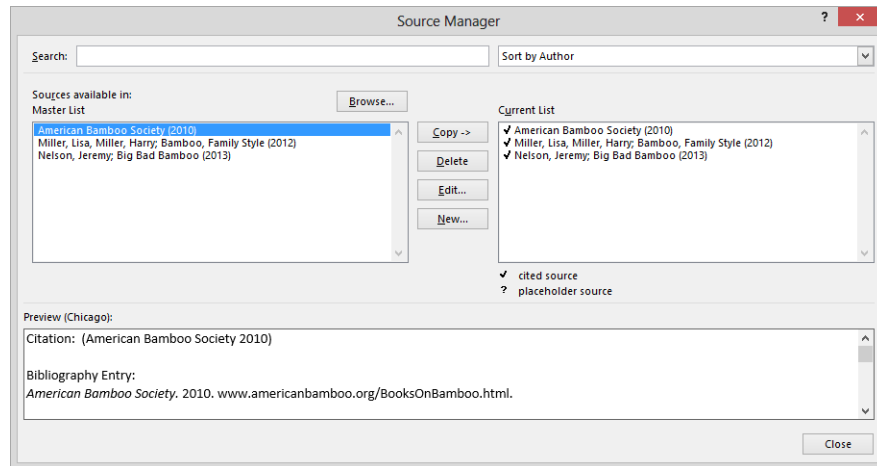 Source Manager
?
Search:
Sort by Author
Sources available in:
Master List
Browse...
American Bamboo Society (2010)
Miller, Lisa, Miller, Harry; Bamboo, Family Style (2012)
Nelson, Jeremy; Big Bad Bamboo (2013)
Copy ->
Delete
Edit...
New...
Current List
✓ American Bamboo Society (2010)
✓ Miller, Lisa, Miller, Harry; Bamboo, Family Style (2012)
✓ Nelson, Jeremy; Big Bad Bamboo (2013)
✓ cited source
? placeholder source
Preview (Chicago):
Citation: (American Bamboo Society 2010)
Bibliography Entry:
American Bamboo Society. 2010. www.americanbamboo.org/BooksOnBamboo.html.
Close